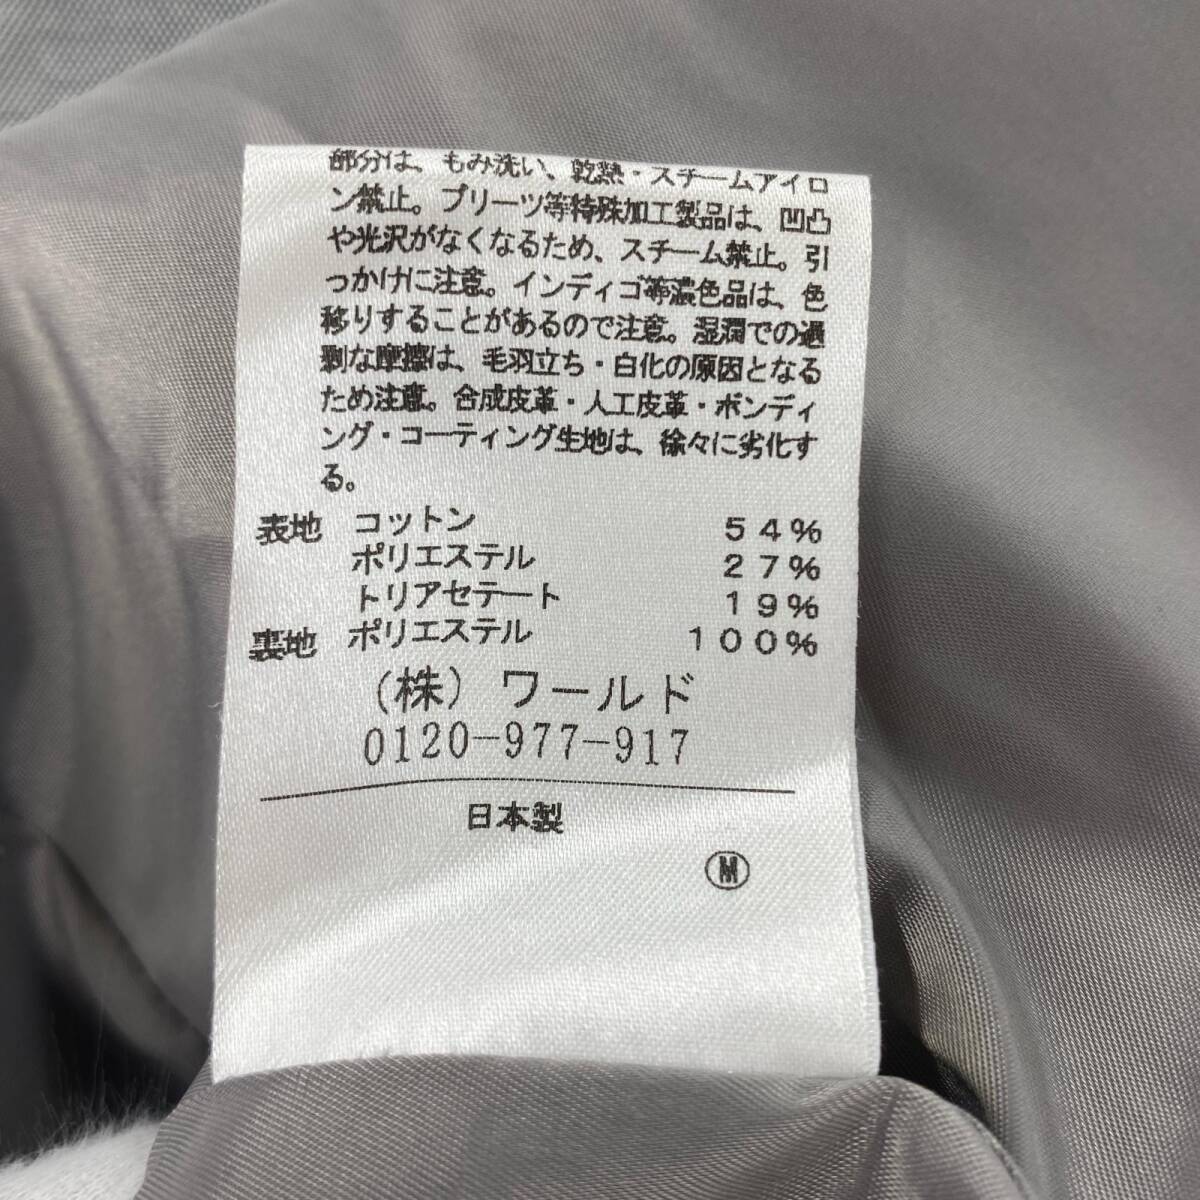 部分は、もみ洗い、乾熱・スチームアイロ
ン禁止。プリーツ等特殊加工製品は、凹凸
や光沢がなくなるため、スチーム禁止。引
っかけに注意。インディゴ等濃色品は、色
移りすることがあるので注意。湿潤での過
剰な摩擦は、毛羽立ち・白化の原因となる
ため注意。合成皮革・人工皮革・ボンディ
ング・コーティング生地は、徐々に劣化す
る。
表地 コットン 54%
ポリエステル 27%
トリアセテート 19%
裏地 ポリエステル 100%
(株) ワールド
0120-977-917
日本製
Ⓜ